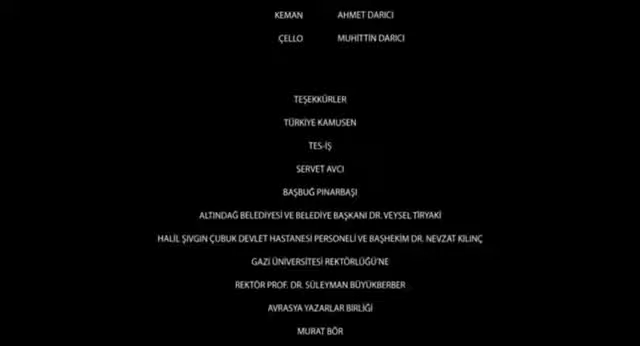 KEMAN AHMET DARICI
ÇELLO MUHITTIN DARICI
TEŞEKKÜRLER
TÜRKİYE KAMUSEN
TES-İŞ
SERVET AVCI
BAŞBUĞ PINARBAŞI
ALTINDAĞ BELEDİYESİ VE BELEDİYE BAŞKANI DR. VEYSEL TİRYAKİ
HALİL ŞIVGIN ÇUBUK DEVLET HASTANESİ PERSONELİ VE BAŞHEKİM DR. NEVZAT KILINÇ
GAZI ÜNİVERSİTESİ REKTÖRLÜĞÜ'NE
REKTÖR PROF. DR. SÜLEYMAN BÜYÜKBERBER
AVRASYA YAZARLAR BİRLİĞİ
MURAT BÖR